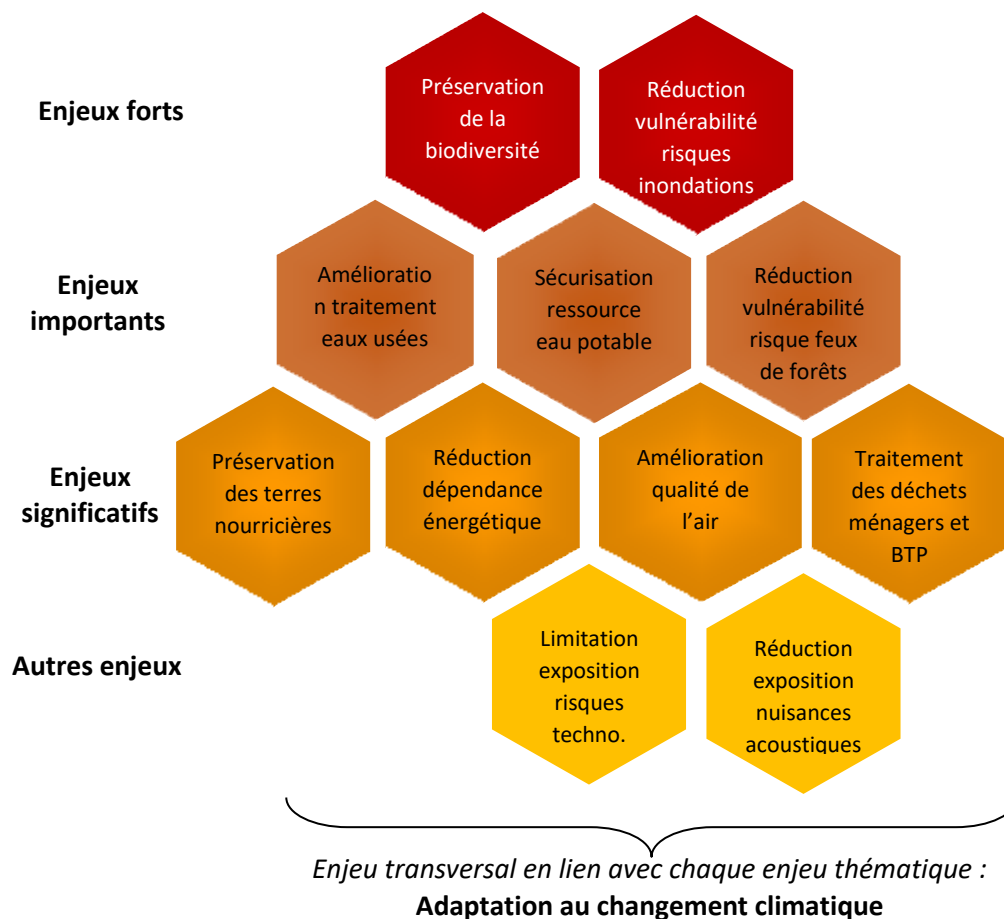 Enjeux forts
Préservation
de la
biodiversité
Réduction
vulnérabilité
risques
inondations
Enjeux
importants
Amélioratio
n traitement
eaux usées
Sécurisation
ressource
eau potable
Réduction
vulnérabilité
risque feux
de forêts
Enjeux
significatifs
Préservation
des terres
nourricières
Réduction
dépendance
énergétique
Amélioration
qualité de
l’air
Traitement
des déchets
ménagers et
BTP
Autres enjeux
Limitation
exposition
risques
techno.
Réduction
exposition
nuisances
acoustiques
Enjeu transversal en lien avec chaque enjeu thématique :
Adaptation au changement climatique